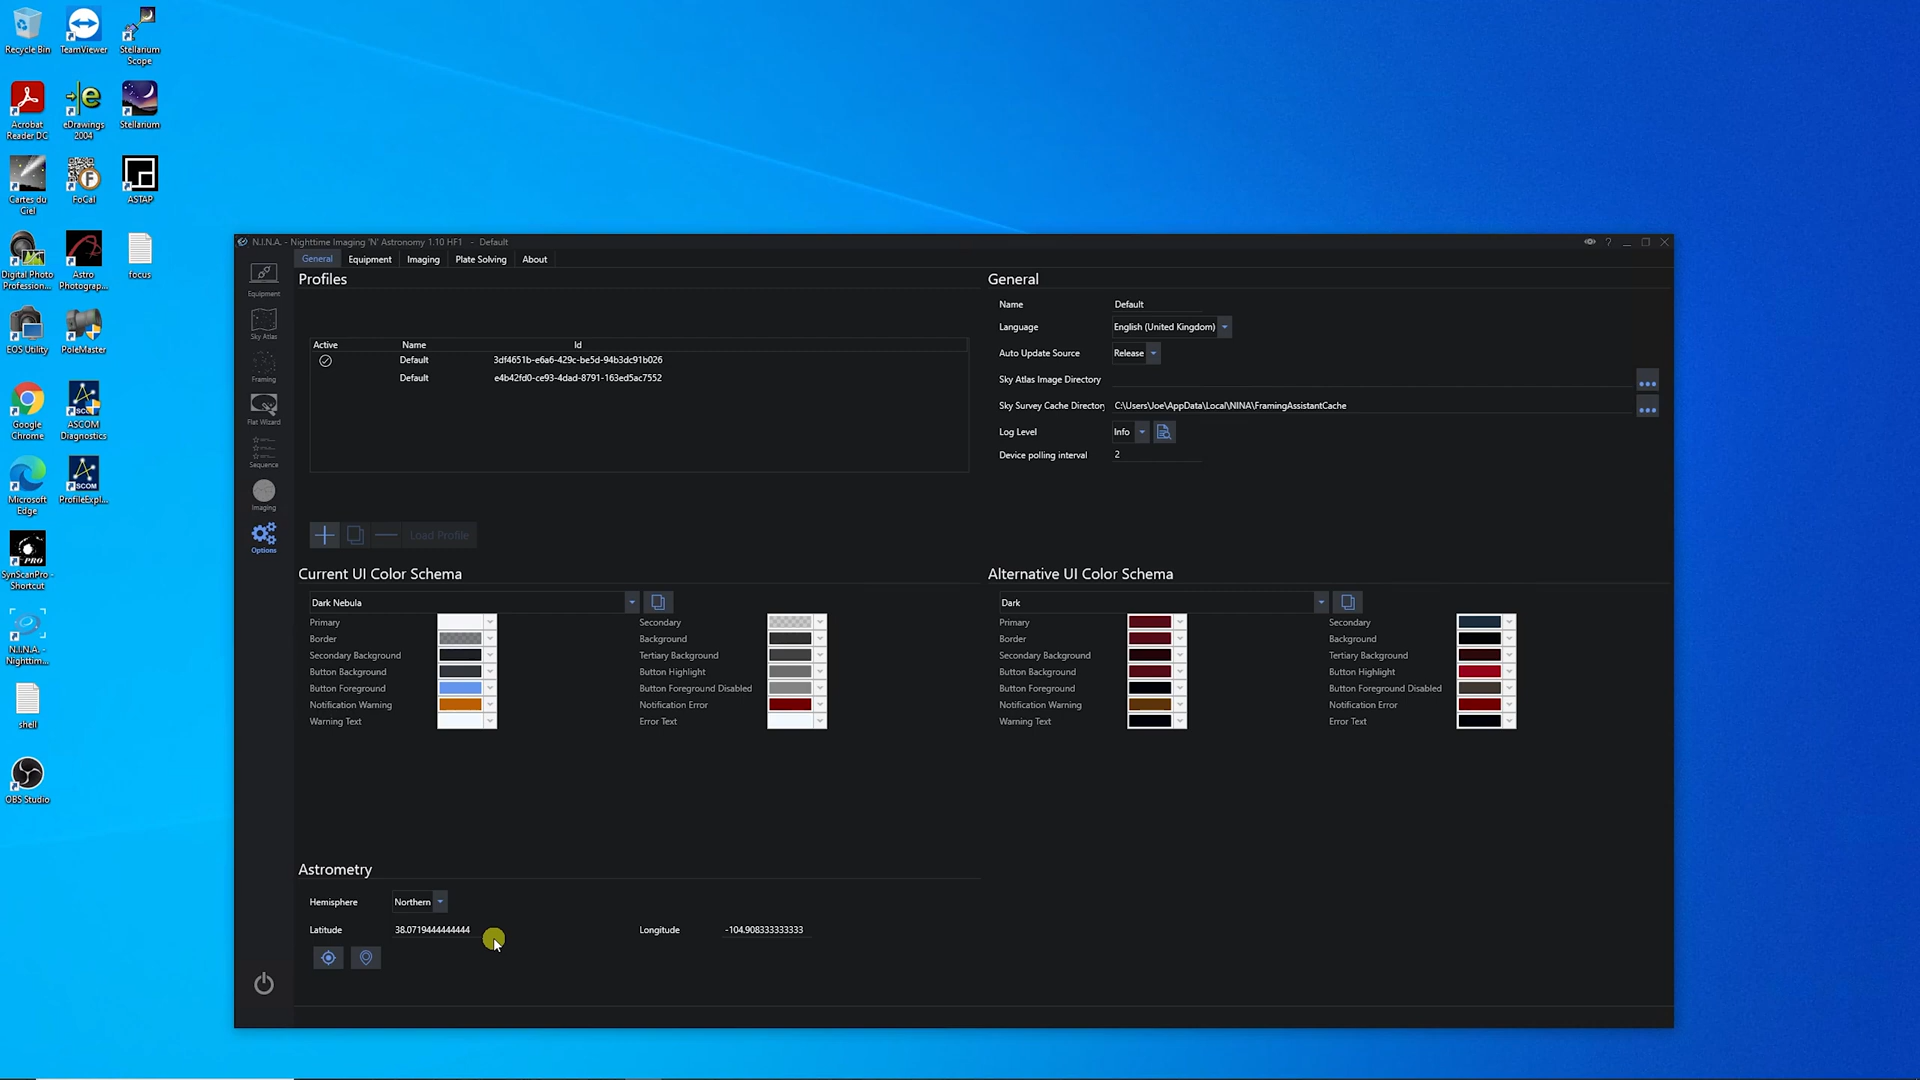 Recycle Bin
TeamViewer
Stellarium
Scope
Acrobat
Reader DC
eDrawings
2004
Stellarium
Cartes du
Ciel
FoCal
ASTAP
Digital Photo
Profession...
Astro
Photograp...
focus
EOS Utility
PoleMaster
Google
Chrome
ASCOM
Diagnostics
Microsoft
Edge
ProfileExpl...
SynScanPro -
Shortcut
N.I.N.A. -
Nighttim...
shell
OBS Studio
N.I.N.A. - Nighttime Imaging 'N' Astronomy 1.10 HF1 - Default
General Equipment Imaging Plate Solving About
Equipment
Sky Atlas
Framing
Flat Wizard
Sequence
Imaging
Options
Profiles
Active Name Id
Default 3df4651b-e6a6-429c-be5d-94b3dc91b026
Default e4b42fd0-ce93-4dad-8791-163ed5ac7552
Load Profile
General
Name Default
Language English (United Kingdom)
Auto Update Source Release
Sky Atlas Image Directory
Sky Survey Cache Directory C:\Users\Joe\AppData\Local\NINA\FramingAssistantCache
Log Level Info
Device polling interval 2
Current UI Color Schema
Dark Nebula
Primary Secondary
Border Background
Secondary Background Tertiary Background
Button Background Button Highlight
Button Foreground Button Foreground Disabled
Notification Warning Notification Error
Warning Text Error Text
Alternative UI Color Schema
Dark
Primary Secondary
Border Background
Secondary Background Tertiary Background
Button Background Button Highlight
Button Foreground Button Foreground Disabled
Notification Warning Notification Error
Warning Text Error Text
Astrometry
Hemisphere Northern
Latitude 38.0719444444444 Longitude -104.908333333333